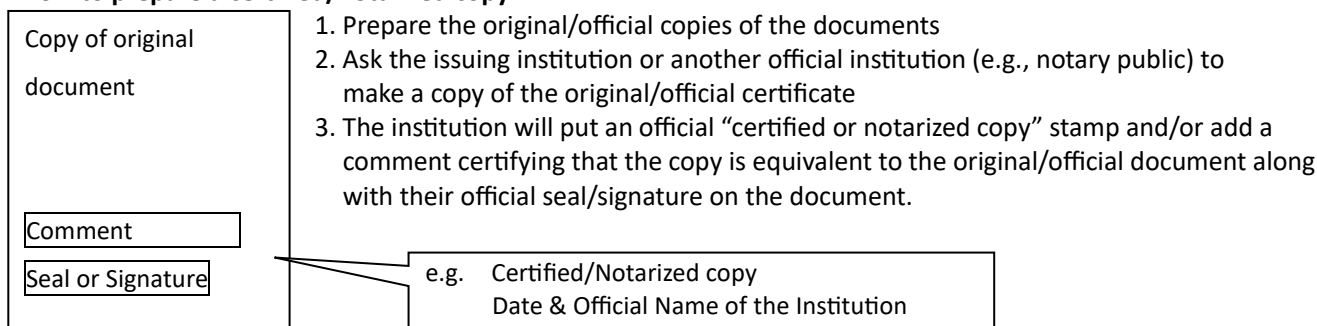 Copy of original
document
Comment
Seal or Signature
1. Prepare the original/official copies of the documents
2. Ask the issuing institution or another official institution (e.g., notary public) to
make a copy of the original/official certificate
3. The institution will put an official “certified or notarized copy” stamp and/or add a
comment certifying that the copy is equivalent to the original/official document along
with their official seal/signature on the document.
e.g. Certified/Notarized copy
Date & Official Name of the Institution